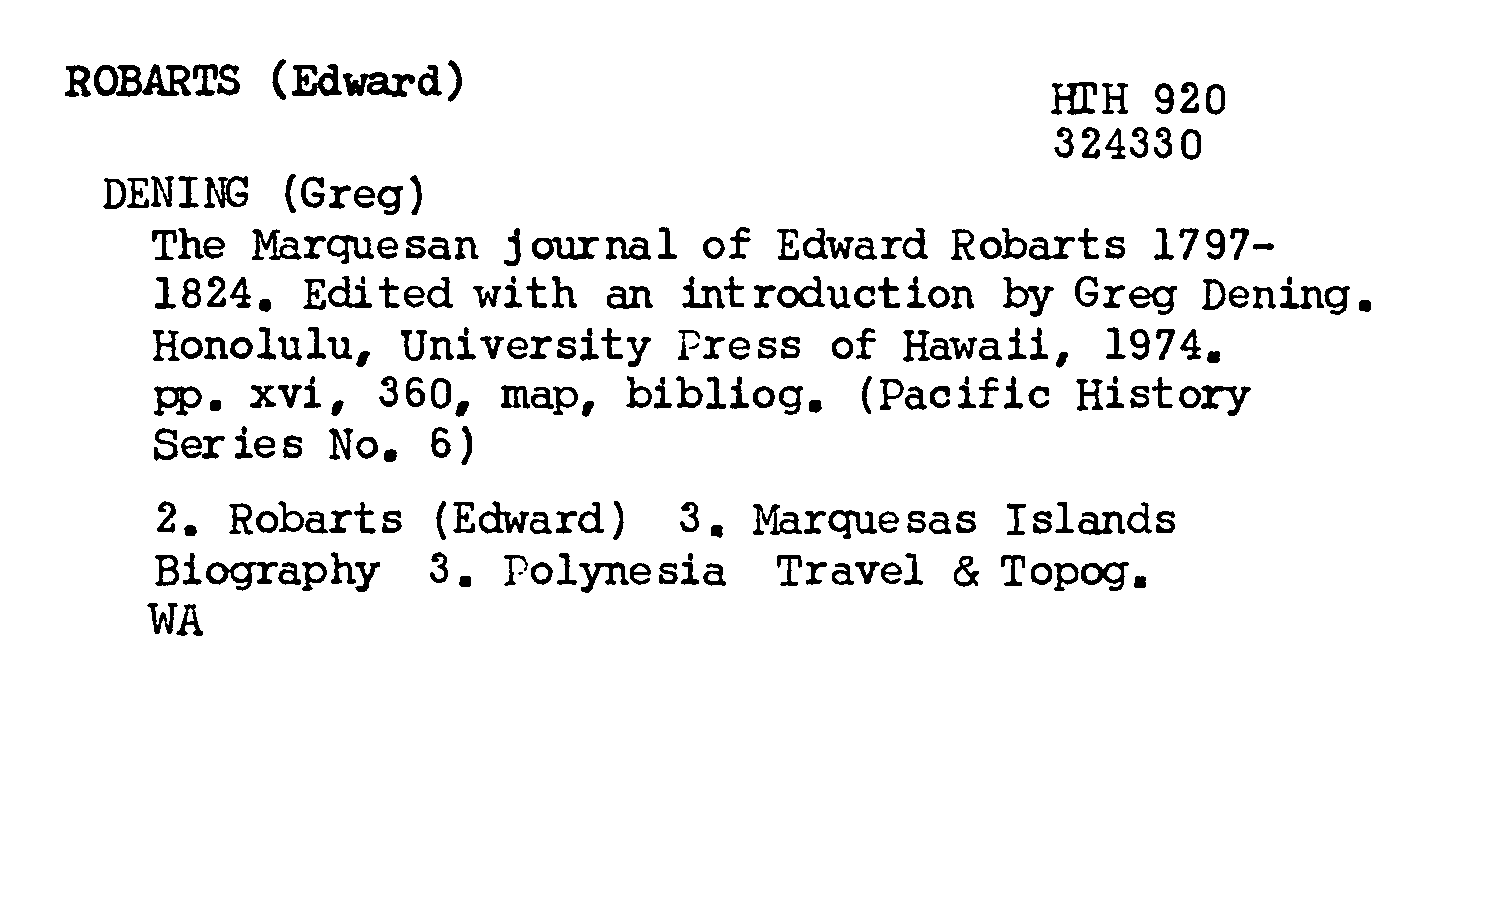 ROBARTS (Edward)
HTH 920
324330
DENING (Greg)
The Marquesan journal of Edward Robarts 1797-
1824. Edited with an introduction by Greg Dening.
Honolulu, University Press of Hawaii, 1974.
pp. xvi, 360, map, bibliog. (Pacific History
Series No. 6)
2. Robarts (Edward) 3. Marquesas Islands
Biography 3. Polynesia Travel & Topog.
WA